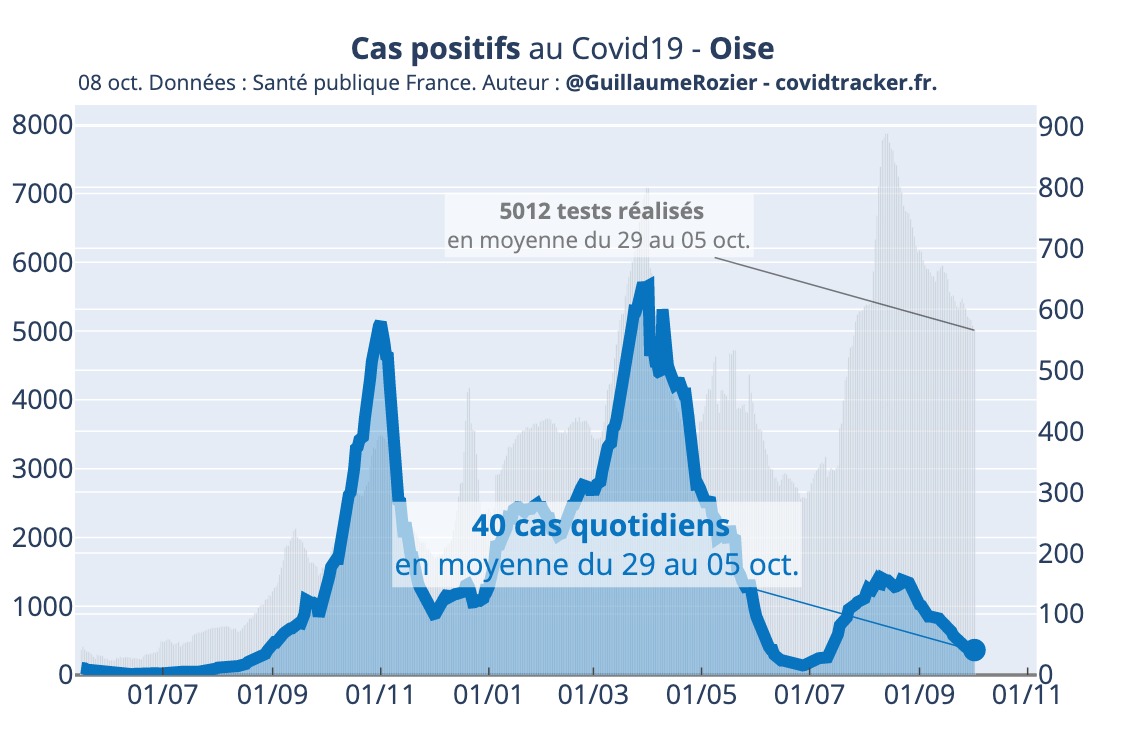 Cas positifs au Covid19 - Oise
08 oct. Données : Santé publique France. Auteur : @GuillaumeRozier - covidtracker.fr.
8000
7000
6000
5000
4000
3000
2000
1000
0
900
800
700
600
500
400
300
200
100
0
5012 tests réalisés
en moyenne du 29 au 05 oct.
40 cas quotidiens
en moyenne du 29 au 05 oct.
01/07 01/09 01/11 01/01 01/03 01/05 01/07 01/09 01/11